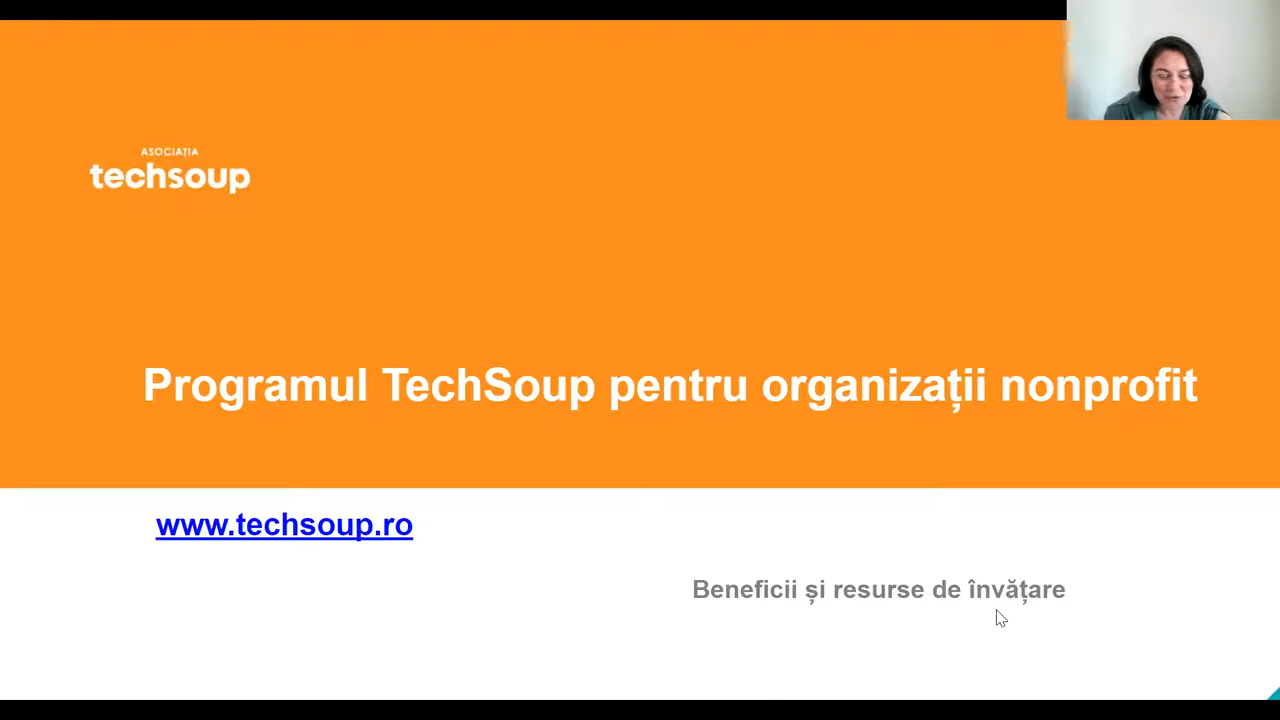 ASOCIAȚIA
techsoup
Programul TechSoup pentru organizații nonprofit
www.techsoup.ro
Beneficii și resurse de învățare